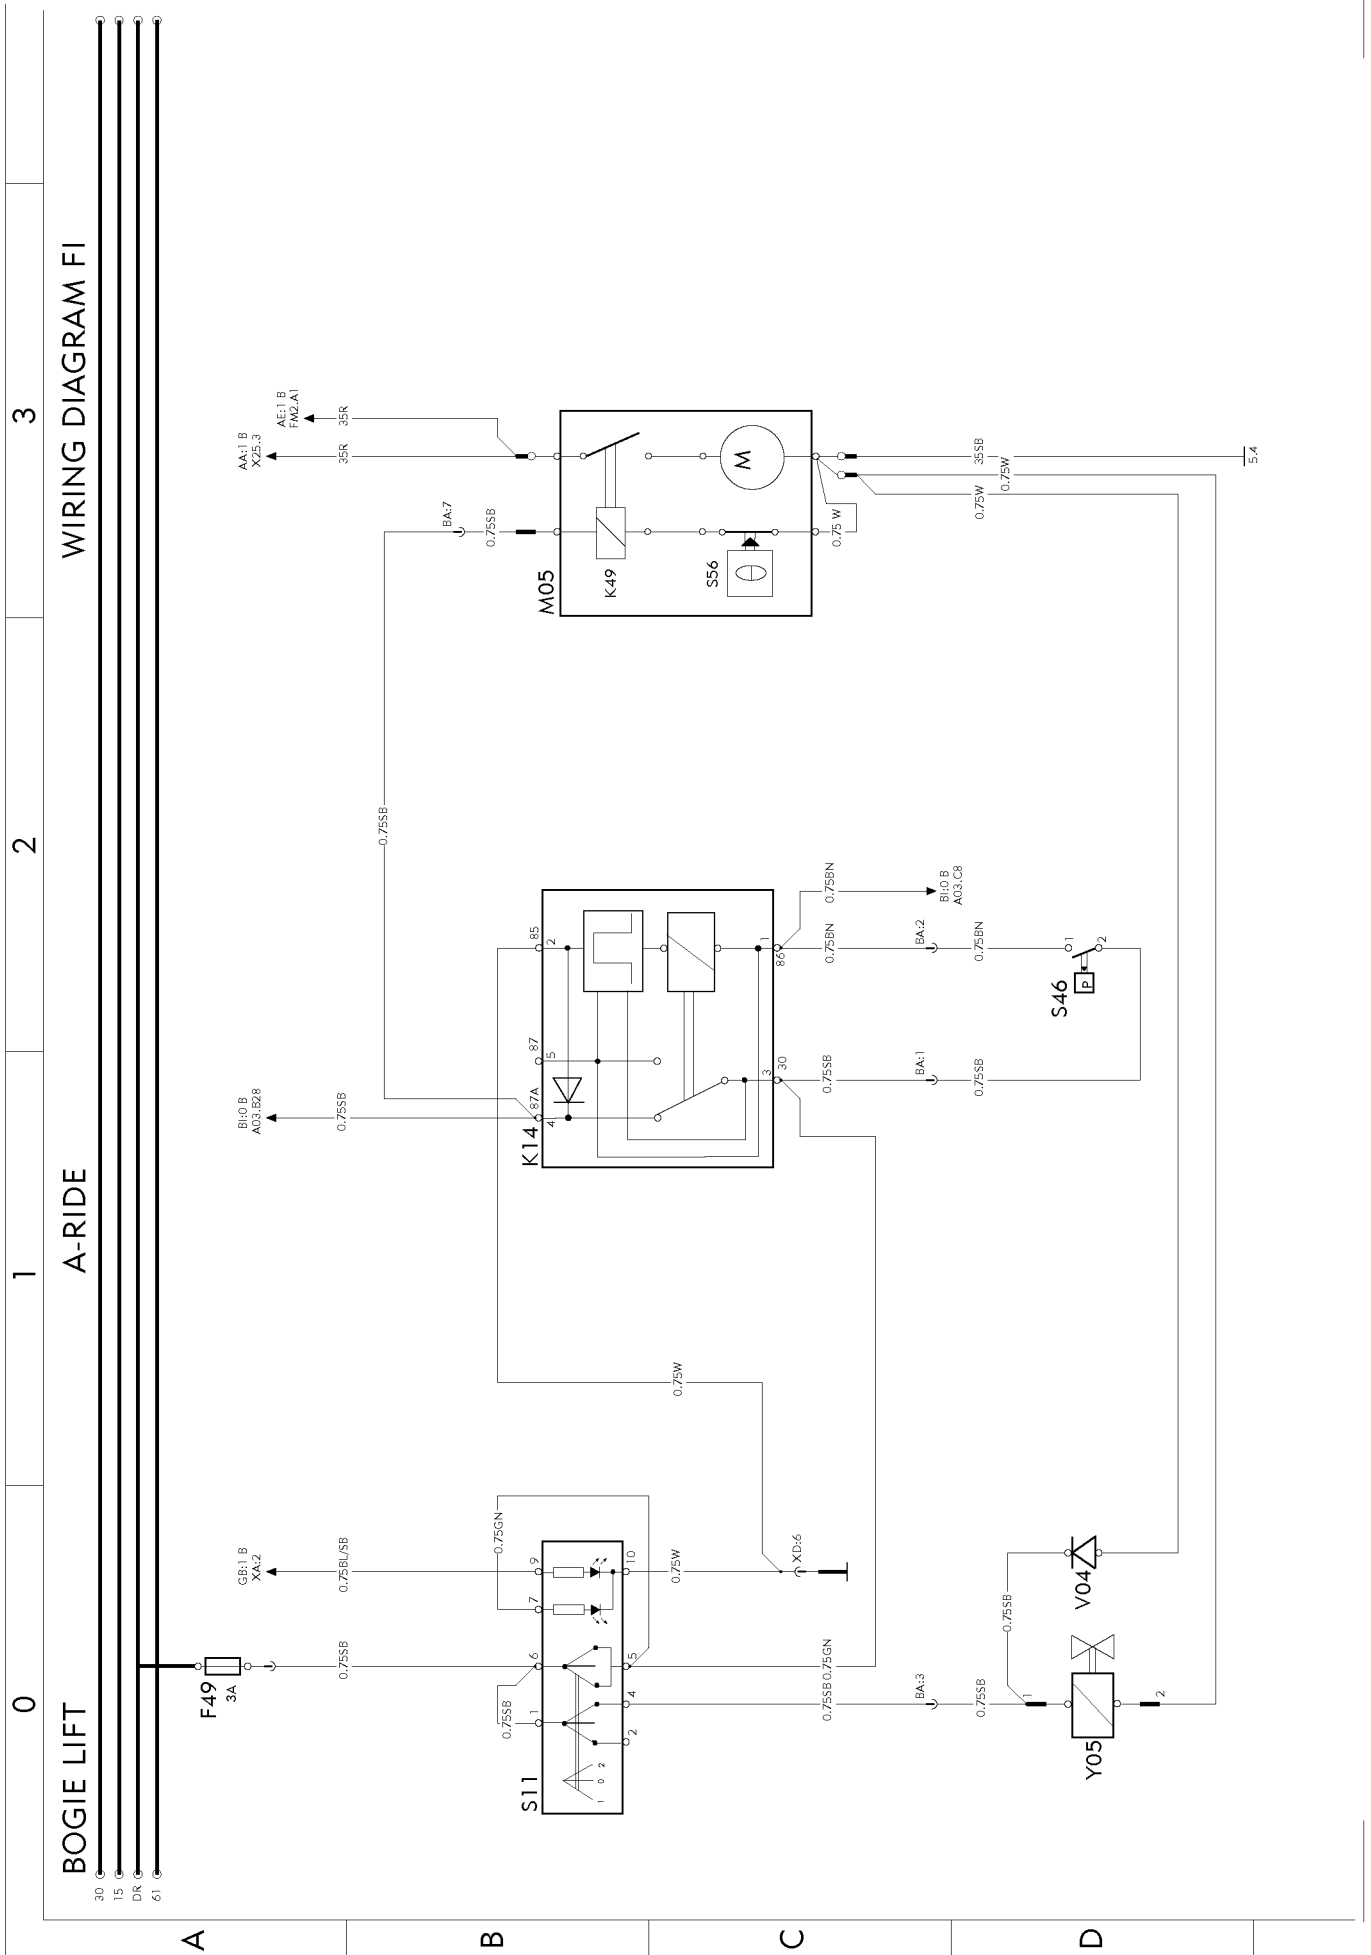 0
1
2
3
BOGIE LIFT
A-RIDE
WIRING DIAGRAM FI
30
15
DR
61
A
B
C
D
F49
3A
0.75SB
GB:1 B
XA:2
0.75BL/SB
BI:0 B
A03.B28
0.75SB
AA:1 B
X25.3
35R
AE:1 B
FM2.A1
35R
0.75SB
BA:7
0.75SB
S11
0.75SB
1
6
7
9
0.75GN
1
0
2
2
4
5
10
0.75W
0.75W
XD:6
K14
4
87A
5
87
2
85
3
30
86
1
M05
K49
S56
M
0.75 W
0.75SB
0.75GN
BA:3
0.75SB
0.75SB
BA:1
0.75SB
0.75BN
BA:2
0.75BN
0.75BN
BI:0 B
A03.C8
0.75W
0.75W
35SB
5.4
S46
P
1
2
0.75SB
V04
Y05
1
2